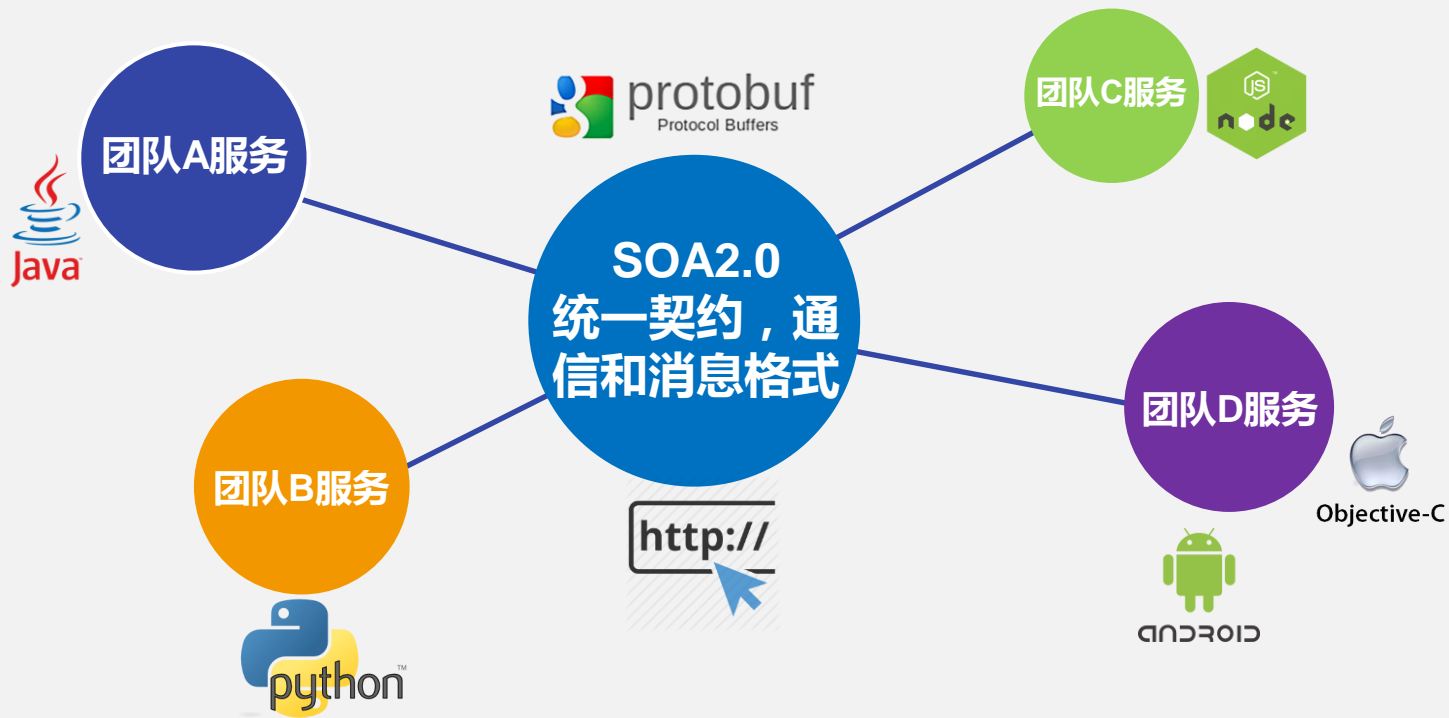 团队A服务
Java
protobuf
Protocol Buffers
团队C服务
JS
node
SOA2.0
统一契约，通
信和消息格式
团队B服务
python
TM
http://
团队D服务
Objective-C
ANDROID